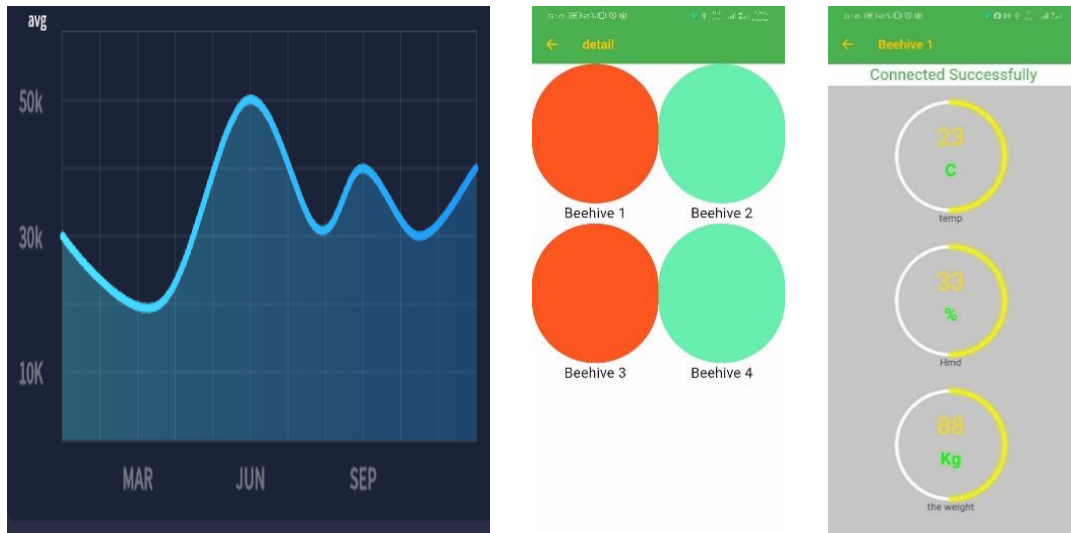 avg
50k
30k
10K
MAR JUN SEP
detail
Beehive 1 Beehive 2
Beehive 3 Beehive 4
Beehive 1
Connected Successfully
23
C
temp
33
%
Hmd
88
Kg
the weight